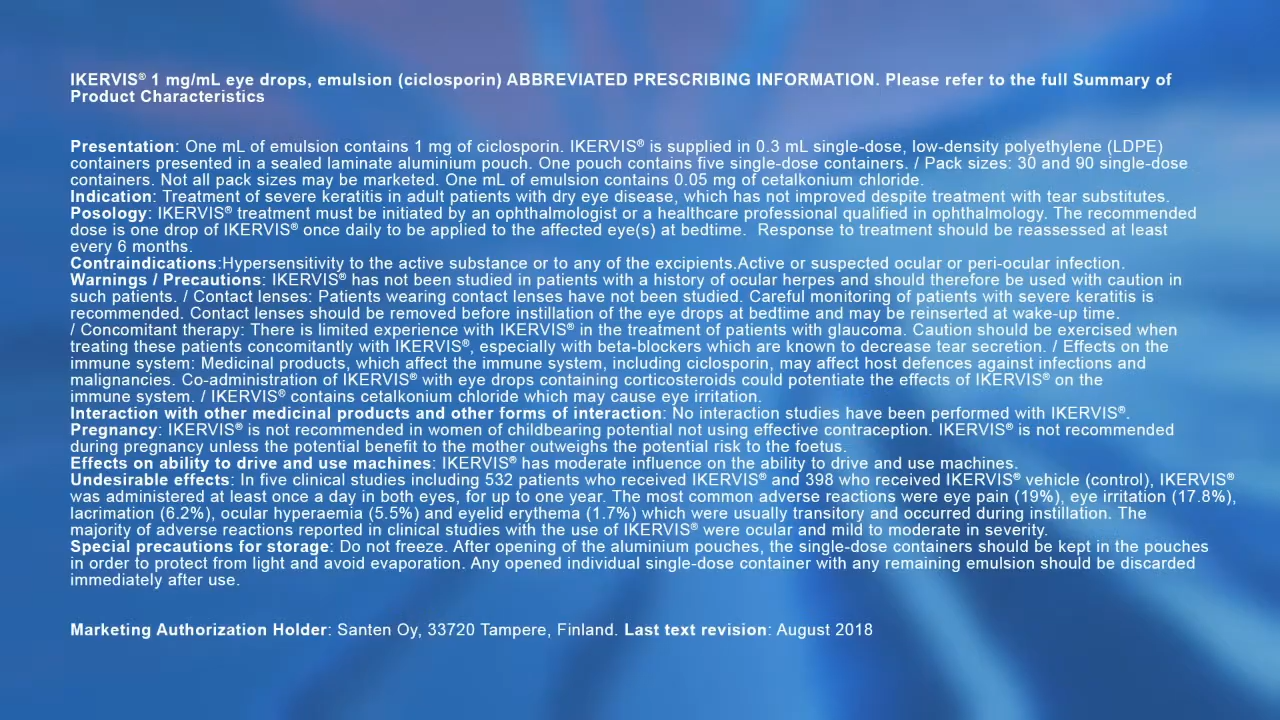 IKERVIS® 1 mg/mL eye drops, emulsion (ciclosporin) ABBREVIATED PRESCRIBING INFORMATION. Please refer to the full Summary of
Product Characteristics
Presentation: One mL of emulsion contains 1 mg of ciclosporin. IKERVIS® is supplied in 0.3 mL single-dose, low-density polyethylene (LDPE)
containers presented in a sealed laminate aluminium pouch. One pouch contains five single-dose containers. / Pack sizes: 30 and 90 single-dose
containers. Not all pack sizes may be marketed. One mL of emulsion contains 0.05 mg of cetalkonium chloride.
Indication: Treatment of severe keratitis in adult patients with dry eye disease, which has not improved despite treatment with tear substitutes.
Posology: IKERVIS® treatment must be initiated by an ophthalmologist or a healthcare professional qualified in ophthalmology. The recommended
dose is one drop of IKERVIS® once daily to be applied to the affected eye(s) at bedtime.  Response to treatment should be reassessed at least
every 6 months.
Contraindications:Hypersensitivity to the active substance or to any of the excipients.Active or suspected ocular or peri-ocular infection.
Warnings / Precautions: IKERVIS® has not been studied in patients with a history of ocular herpes and should therefore be used with caution in
such patients. / Contact lenses: Patients wearing contact lenses have not been studied. Careful monitoring of patients with severe keratitis is
recommended. Contact lenses should be removed before instillation of the eye drops at bedtime and may be reinserted at wake-up time.
/ Concomitant therapy: There is limited experience with IKERVIS® in the treatment of patients with glaucoma. Caution should be exercised when
treating these patients concomitantly with IKERVIS®, especially with beta-blockers which are known to decrease tear secretion. / Effects on the
immune system: Medicinal products, which affect the immune system, including ciclosporin, may affect host defences against infections and
malignancies. Co-administration of IKERVIS® with eye drops containing corticosteroids could potentiate the effects of IKERVIS® on the
immune system. / IKERVIS® contains cetalkonium chloride which may cause eye irritation.
Interaction with other medicinal products and other forms of interaction: No interaction studies have been performed with IKERVIS®.
Pregnancy: IKERVIS® is not recommended in women of childbearing potential not using effective contraception. IKERVIS® is not recommended
during pregnancy unless the potential benefit to the mother outweighs the potential risk to the foetus.
Effects on ability to drive and use machines: IKERVIS® has moderate influence on the ability to drive and use machines.
Undesirable effects: In five clinical studies including 532 patients who received IKERVIS® and 398 who received IKERVIS® vehicle (control), IKERVIS®
was administered at least once a day in both eyes, for up to one year. The most common adverse reactions were eye pain (19%), eye irritation (17.8%),
lacrimation (6.2%), ocular hyperaemia (5.5%) and eyelid erythema (1.7%) which were usually transitory and occurred during instillation. The
majority of adverse reactions reported in clinical studies with the use of IKERVIS® were ocular and mild to moderate in severity.
Special precautions for storage: Do not freeze. After opening of the aluminium pouches, the single-dose containers should be kept in the pouches
in order to protect from light and avoid evaporation. Any opened individual single-dose container with any remaining emulsion should be discarded
immediately after use.
Marketing Authorization Holder: Santen Oy, 33720 Tampere, Finland. Last text revision: August 2018